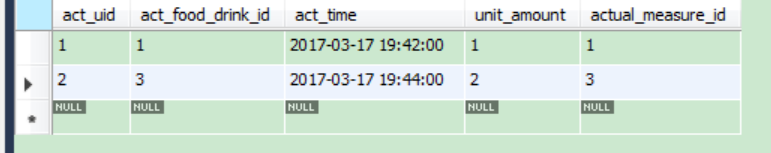 act_uid act_food_drink_id act_time unit_amount actual_measure_id
1 1 2017-03-17 19:42:00 1 1
2 3 2017-03-17 19:44:00 2 3
NULL NULL NULL NULL NULL